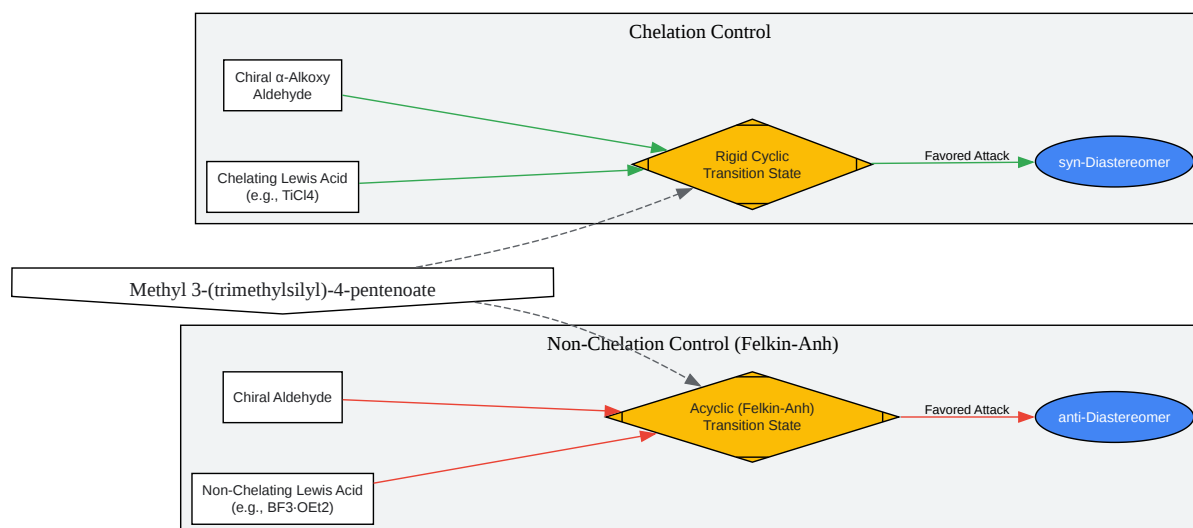 Chelation Control
Chiral α-Alkoxy
Aldehyde
Chelating Lewis Acid
(e.g., TiCl4)
Rigid Cyclic
Transition State
Favored Attack
syn-Diastereomer
Methyl 3-(trimethylsilyl)-4-pentenoate
Non-Chelation Control (Felkin-Anh)
Chiral Aldehyde
Non-Chelating Lewis Acid
(e.g., BF3·OEt2)
Acyclic (Felkin-Anh)
Transition State
Favored Attack
anti-Diastereomer